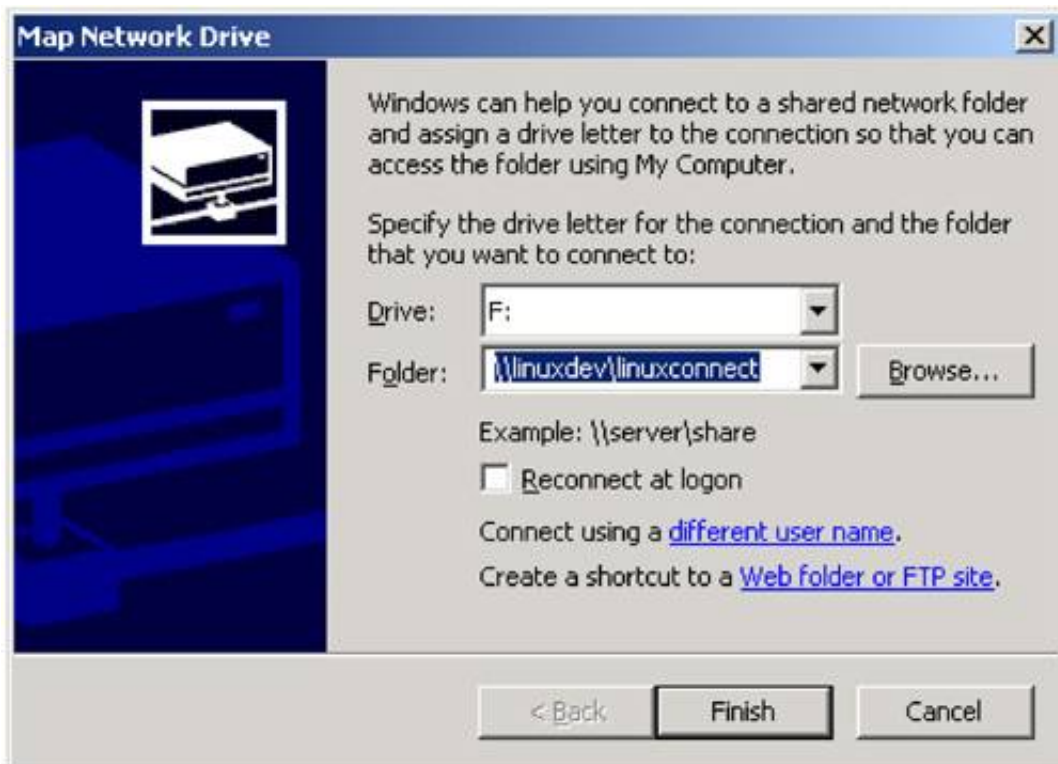 Map Network Drive
Windows can help you connect to a shared network folder
and assign a drive letter to the connection so that you can
access the folder using My Computer.
Specify the drive letter for the connection and the folder
that you want to connect to:
Drive: F:
Folder: \\linuxdev\linuxconnect Browse...
Example: \\server\share
Reconnect at logon
Connect using a different user name.
Create a shortcut to a Web folder or FTP site.
< Back Finish Cancel